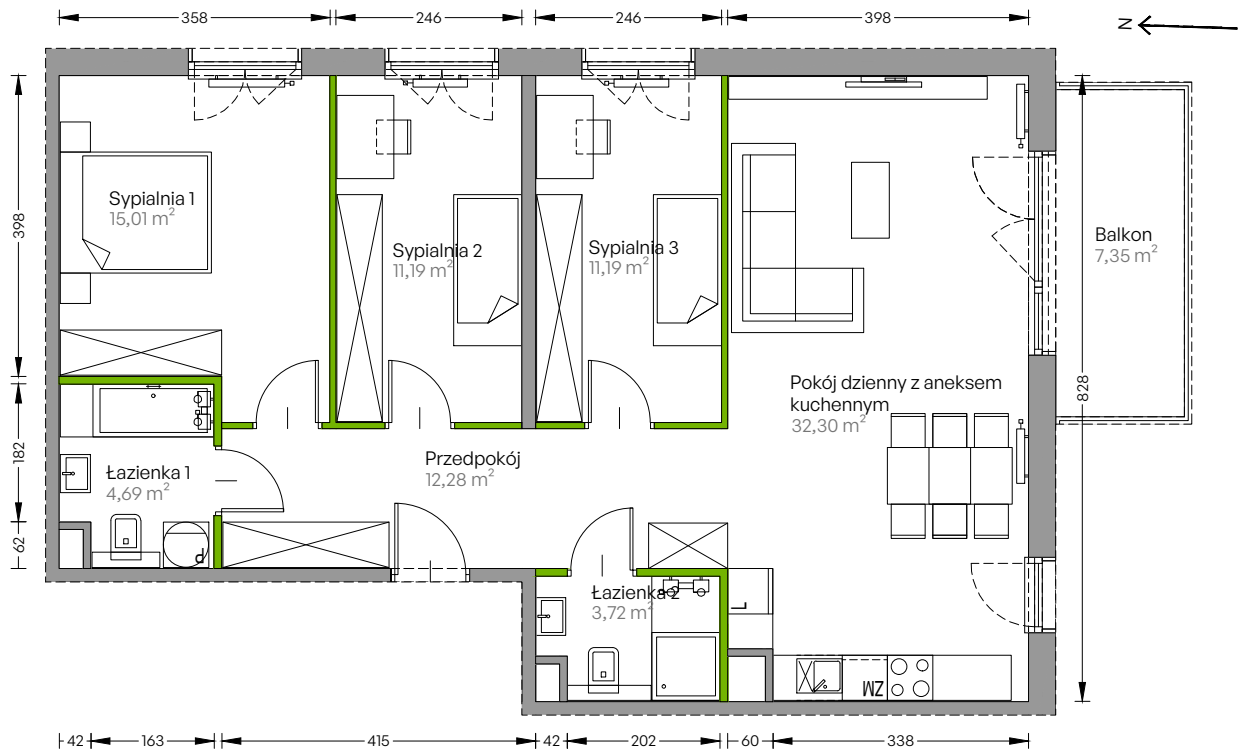 358
246
246
398
N
398
182
62
Sypialnia 1
15,01 m²
Sypialnia 2
11,19 m²
Sypialnia 3
11,19 m²
Balkon
7,35 m²
Pokój dzienny z aneksem
kuchennym
32,30 m²
828
Przedpokój
12,28 m²
Łazienka 1
4,69 m²
p
Łazienka 2
3,72 m²
L
ZM
42
163
415
42
202
60
338